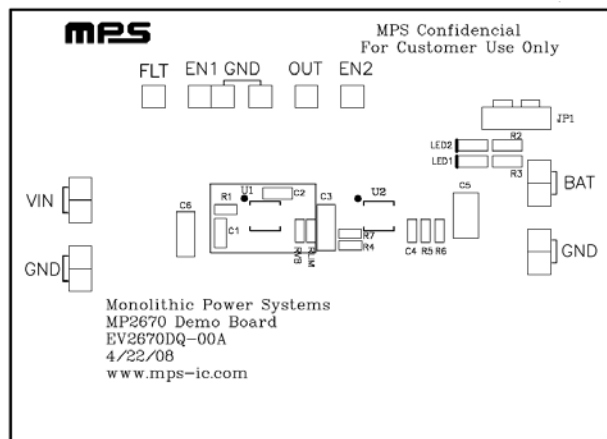 mps
MPS Confidencial
For Customer Use Only
FLT EN1 GND OUT EN2
JP1
LED2 R2
LED1 R3
BAT
VIN
R1 U1 C2 C3 U2 C5
C6 C1
RVB RLIM R7 R4
C4 R5 R6
GND GND
Monolithic Power Systems
MP2670 Demo Board
EV2670DQ-00A
4/22/08
www.mps-ic.com